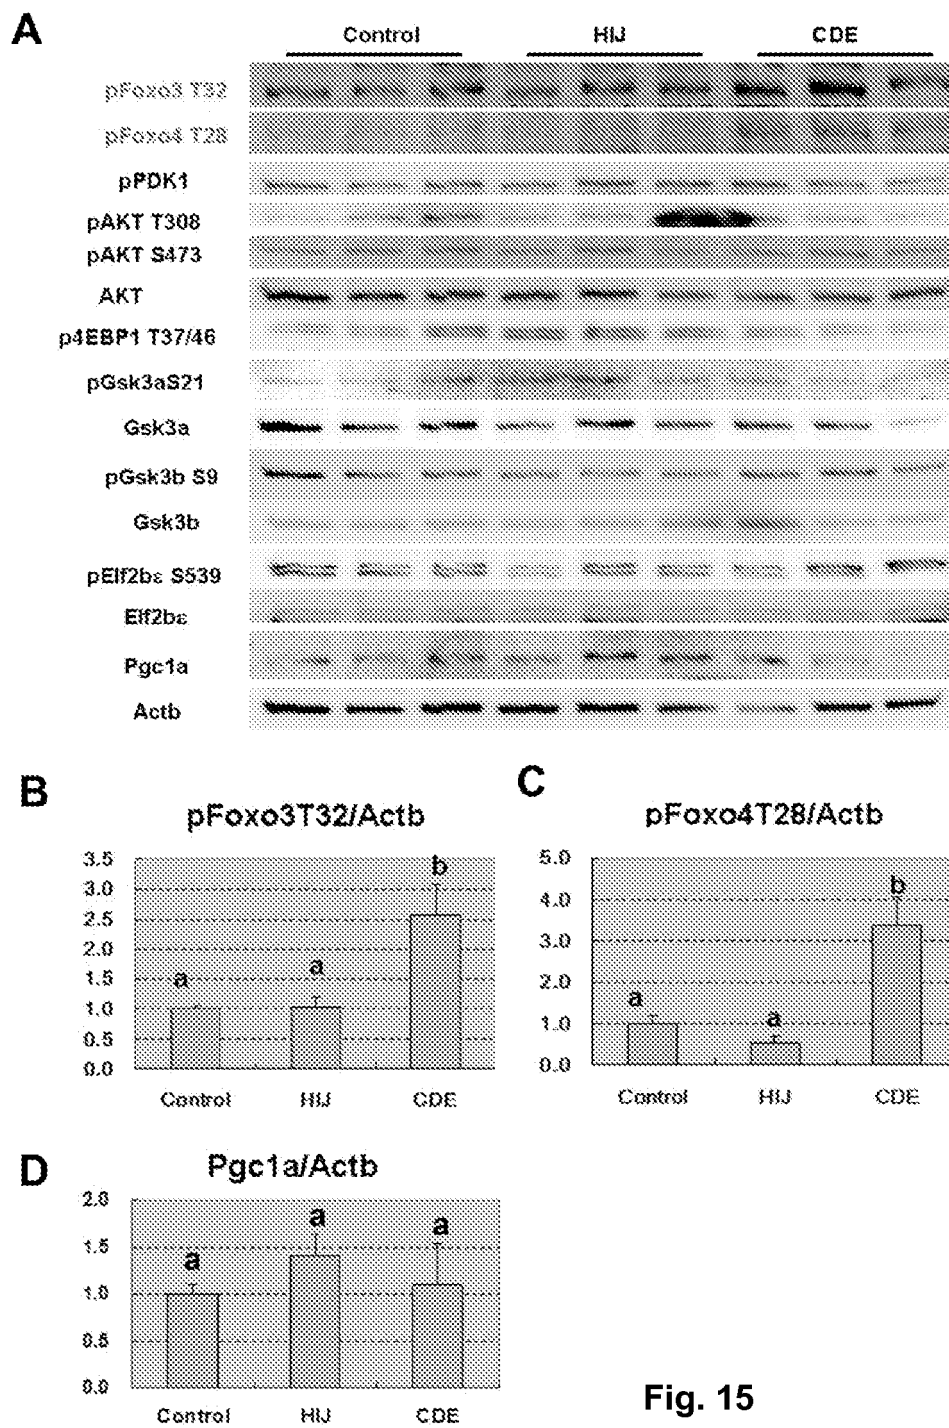 A
Control HIJ CDE
pFoxo3 T32
pFoxo4 T28
pPDK1
pAKT T308
pAKT S473
AKT
p4EBP1 T37/46
pGsk3aS21
Gsk3a
pGsk3b S9
Gsk3b
pEIf2bε S539
EIf2bε
Pgc1a
Actb
B
pFoxo3T32/Actb
3.5
3.0
2.5
2.0
1.5
1.0
0.5
0.0
a
a
b
Control HIJ CDE
C
pFoxo4T28/Actb
5.0
4.0
3.0
2.0
1.0
0.0
a
a
b
Control HIJ CDE
D
Pgc1a/Actb
2.0
1.5
1.0
0.5
0.0
a
a
a
Control HIJ CDE
Fig. 15